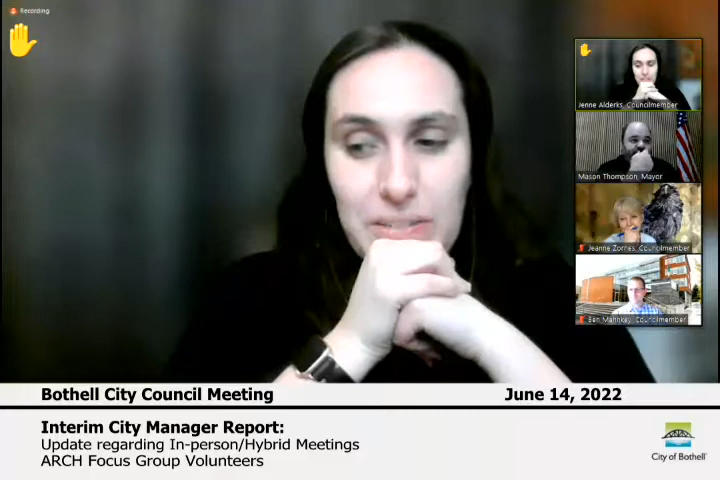 Recording
Jenne Alderks, Councilmember
Mason Thompson, Mayor
Jeanne Zornes, Councilmember
Ben Mahnkey, Councilmember
Bothell City Council Meeting
June 14, 2022
Interim City Manager Report:
Update regarding In-person/Hybrid Meetings
ARCH Focus Group Volunteers
City of Bothell